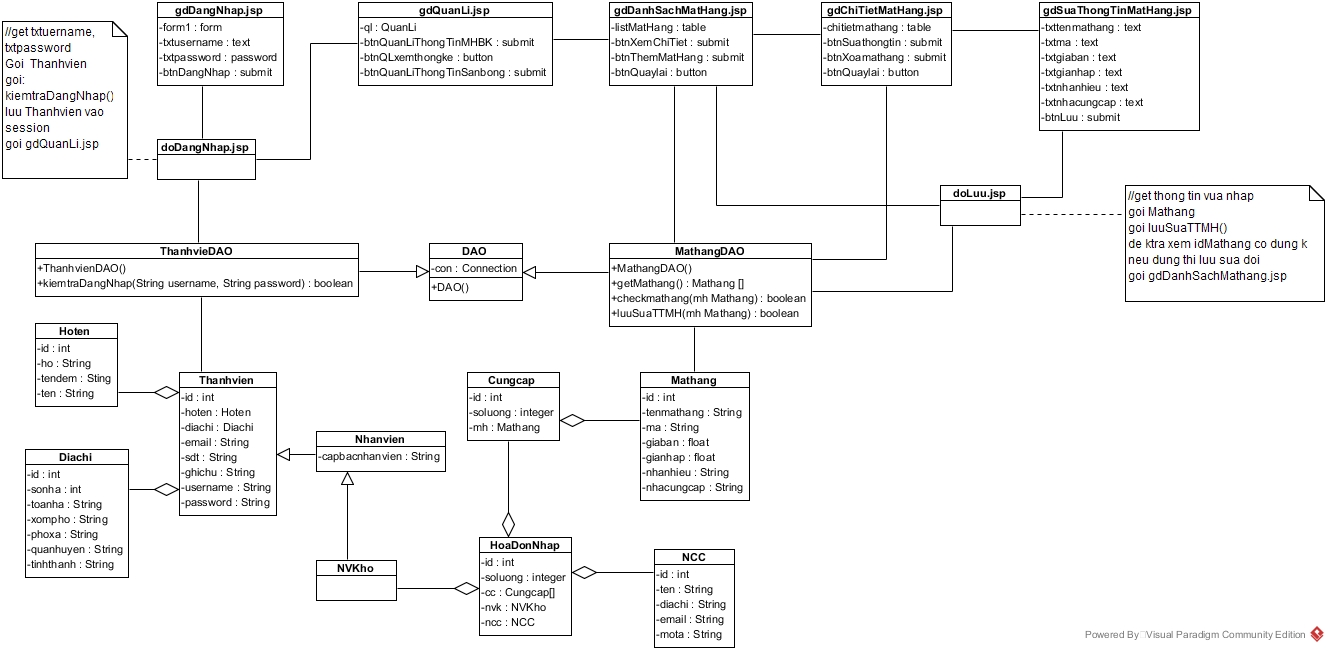 //get txtuername,
txtpassword
Goi  Thanhvien
goi:
kiemtraDangNhap()
luu Thanhvien vao
session
goi gdQuanLi.jsp
gdDangNhap.jsp
-form1 : form
-txtusername : text
-txtpassword : password
-btnDangNhap : submit
gdQuanLi.jsp
-ql : QuanLi
-btnQuanLiThongTinMHBK : submit
-btnQLxemthongke : button
-btnQuanLiThongTinSanbong : submit
gdDanhSachMatHang.jsp
-listMatHang : table
-btnXemChiTiet : submit
-btnThemMatHang : submit
-btnQuaylai : button
gdChiTietMatHang.jsp
-chitietmathang : table
-btnSuathongtin : submit
-btnXoamathang : submit
-btnQuaylai : button
gdSuaThongTinMatHang.jsp
-txttenmathang : text
-txtma : text
-txtgiaban : text
-txtgianhap : text
-txtnhanhieu : text
-txtnhacungcap : text
-btnLuu : submit
doDangNhap.jsp
doLuu.jsp
//get thong tin vua nhap
goi Mathang
goi luuSuaTTMH()
de ktra xem idMathang co dung k
neu dung thi luu sua doi
goi gdDanhSachMathang.jsp
ThanhvieDAO
+ThanhvienDAO()
+kiemtraDangNhap(String username, String password) : boolean
DAO
-con : Connection
+DAO()
MathangDAO
+MathangDAO()
+getMathang() : Mathang []
+checkmathang(mh Mathang) : boolean
+luuSuaTTMH(mh Mathang) : boolean
Hoten
-id : int
-ho : String
-tendem : Sting
-ten : String
Thanhvien
-id : int
-hoten : Hoten
-diachi : Diachi
-email : String
-sdt : String
-ghichu : String
-username : String
-password : String
Cungcap
-id : int
-soluong : integer
-mh : Mathang
Mathang
-id : int
-tenmathang : String
-ma : String
-giaban : float
-gianhap : float
-nhanhieu : String
-nhacungcap : String
Nhanvien
-capbacnhanvien : String
Diachi
-id : int
-sonha : int
-toanha : String
-xompho : String
-phoxa : String
-quanhuyen : String
-tinhthanh : String
NVKho
HoaDonNhap
-id : int
-soluong : integer
-cc : Cungcap[]
-nvk : NVKho
-ncc : NCC
NCC
-id : int
-ten : String
-diachi : String
-email : String
-mota : String
Powered By Visual Paradigm Community Edition